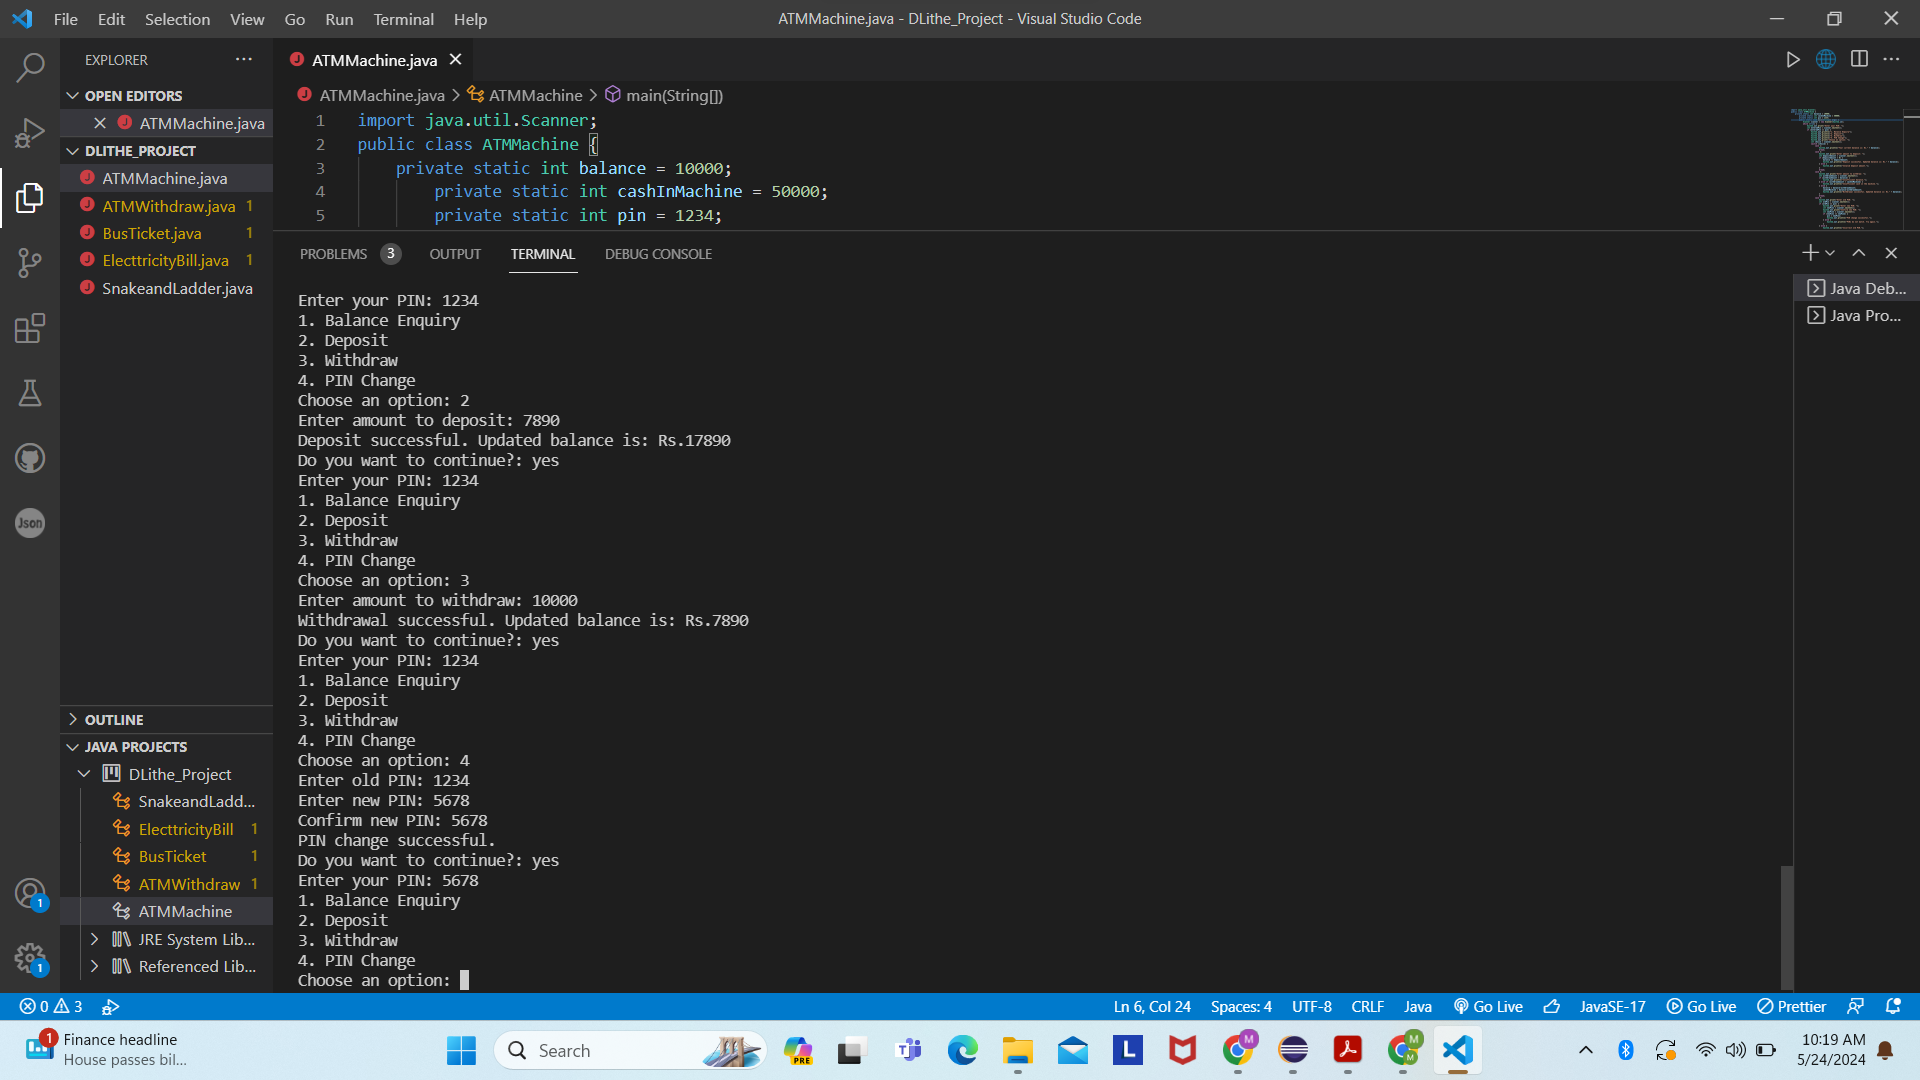 File Edit Selection View Go Run Terminal Help
ATMMachine.java - DLithe_Project - Visual Studio Code
EXPLORER
OPEN EDITORS
ATMMachine.java
DLITHE_PROJECT
ATMMachine.java
ATMWithdraw.java 1
BusTicket.java 1
ElecttricityBill.java 1
SnakeandLadder.java
OUTLINE
JAVA PROJECTS
DLithe_Project
SnakeandLadd...
ElecttricityBill 1
BusTicket 1
ATMWithdraw 1
ATMMachine
JRE System Lib...
Referenced Lib...
Json
1
1
ATMMachine.java
ATMMachine.java > ATMMachine > main(String[])
1 import java.util.Scanner;
2 public class ATMMachine {
3 private static int balance = 10000;
4 private static int cashInMachine = 50000;
5 private static int pin = 1234;
PROBLEMS 3 OUTPUT TERMINAL DEBUG CONSOLE
Enter your PIN: 1234
1. Balance Enquiry
2. Deposit
3. Withdraw
4. PIN Change
Choose an option: 2
Enter amount to deposit: 7890
Deposit successful. Updated balance is: Rs.17890
Do you want to continue?: yes
Enter your PIN: 1234
1. Balance Enquiry
2. Deposit
3. Withdraw
4. PIN Change
Choose an option: 3
Enter amount to withdraw: 10000
Withdrawal successful. Updated balance is: Rs.7890
Do you want to continue?: yes
Enter your PIN: 1234
1. Balance Enquiry
2. Deposit
3. Withdraw
4. PIN Change
Choose an option: 4
Enter old PIN: 1234
Enter new PIN: 5678
Confirm new PIN: 5678
PIN change successful.
Do you want to continue?: yes
Enter your PIN: 5678
1. Balance Enquiry
2. Deposit
3. Withdraw
4. PIN Change
Choose an option:
Java Deb...
Java Pro...
0 3 Ln 6, Col 24 Spaces: 4 UTF-8 CRLF Java Go Live JavaSE-17 Go Live Prettier
1 Finance headline
House passes bil...
Search
PRE
L
M
M
M
10:19 AM
5/24/2024